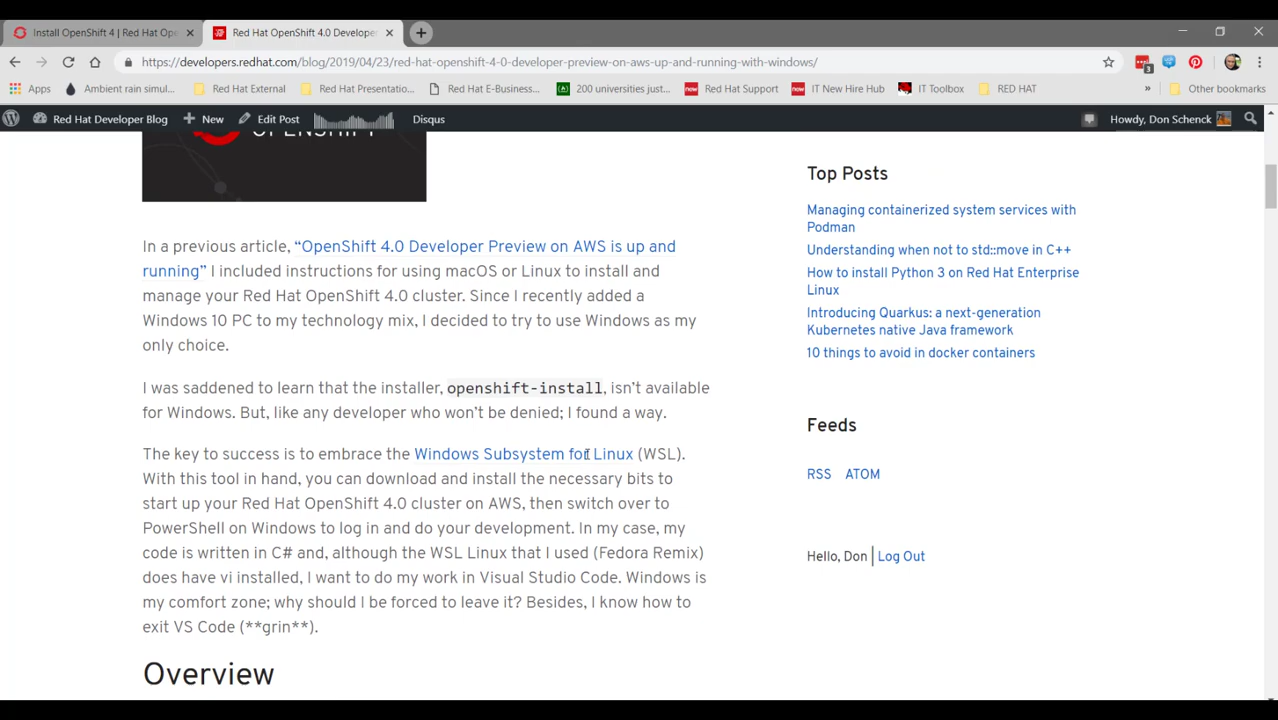 Install OpenShift 4 | Red Hat Ope
Red Hat OpenShift 4.0 Developer
https://developers.redhat.com/blog/2019/04/23/red-hat-openshift-4-0-developer-preview-on-aws-up-and-running-with-windows/
3
Apps
Ambient rain simul...
Red Hat External
Red Hat Presentatio...
Red Hat E-Business...
200 universities just...
Red Hat Support
IT New Hire Hub
IT Toolbox
RED HAT
»
Other bookmarks
Red Hat Developer Blog
New
Edit Post
Disqus
Howdy, Don Schenck
In a previous article, “OpenShift 4.0 Developer Preview on AWS is up and
running” I included instructions for using macOS or Linux to install and
manage your Red Hat OpenShift 4.0 cluster. Since I recently added a
Windows 10 PC to my technology mix, I decided to try to use Windows as my
only choice.
I was saddened to learn that the installer, openshift-install, isn’t available
for Windows. But, like any developer who won’t be denied; I found a way.
The key to success is to embrace the Windows Subsystem for Linux (WSL).
With this tool in hand, you can download and install the necessary bits to
start up your Red Hat OpenShift 4.0 cluster on AWS, then switch over to
PowerShell on Windows to log in and do your development. In my case, my
code is written in C# and, although the WSL Linux that I used (Fedora Remix)
does have vi installed, I want to do my work in Visual Studio Code. Windows is
my comfort zone; why should I be forced to leave it? Besides, I know how to
exit VS Code (**grin**).
Overview
Top Posts
Managing containerized system services with
Podman
Understanding when not to std::move in C++
How to install Python 3 on Red Hat Enterprise
Linux
Introducing Quarkus: a next-generation
Kubernetes native Java framework
10 things to avoid in docker containers
Feeds
RSS ATOM
Hello, Don | Log Out